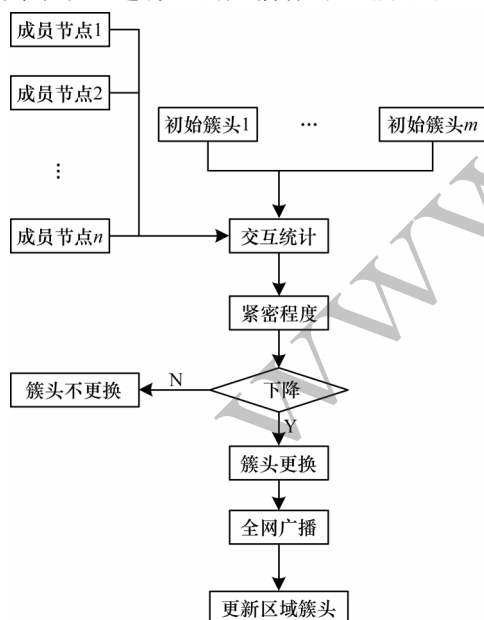 成员节点1
成员节点2
初始簇头1
…
初始簇头m
⋮
成员节点n
交互统计
紧密程度
簇头不更换
N
下降
Y
簇头更换
全网广播
更新区域簇头
WWW